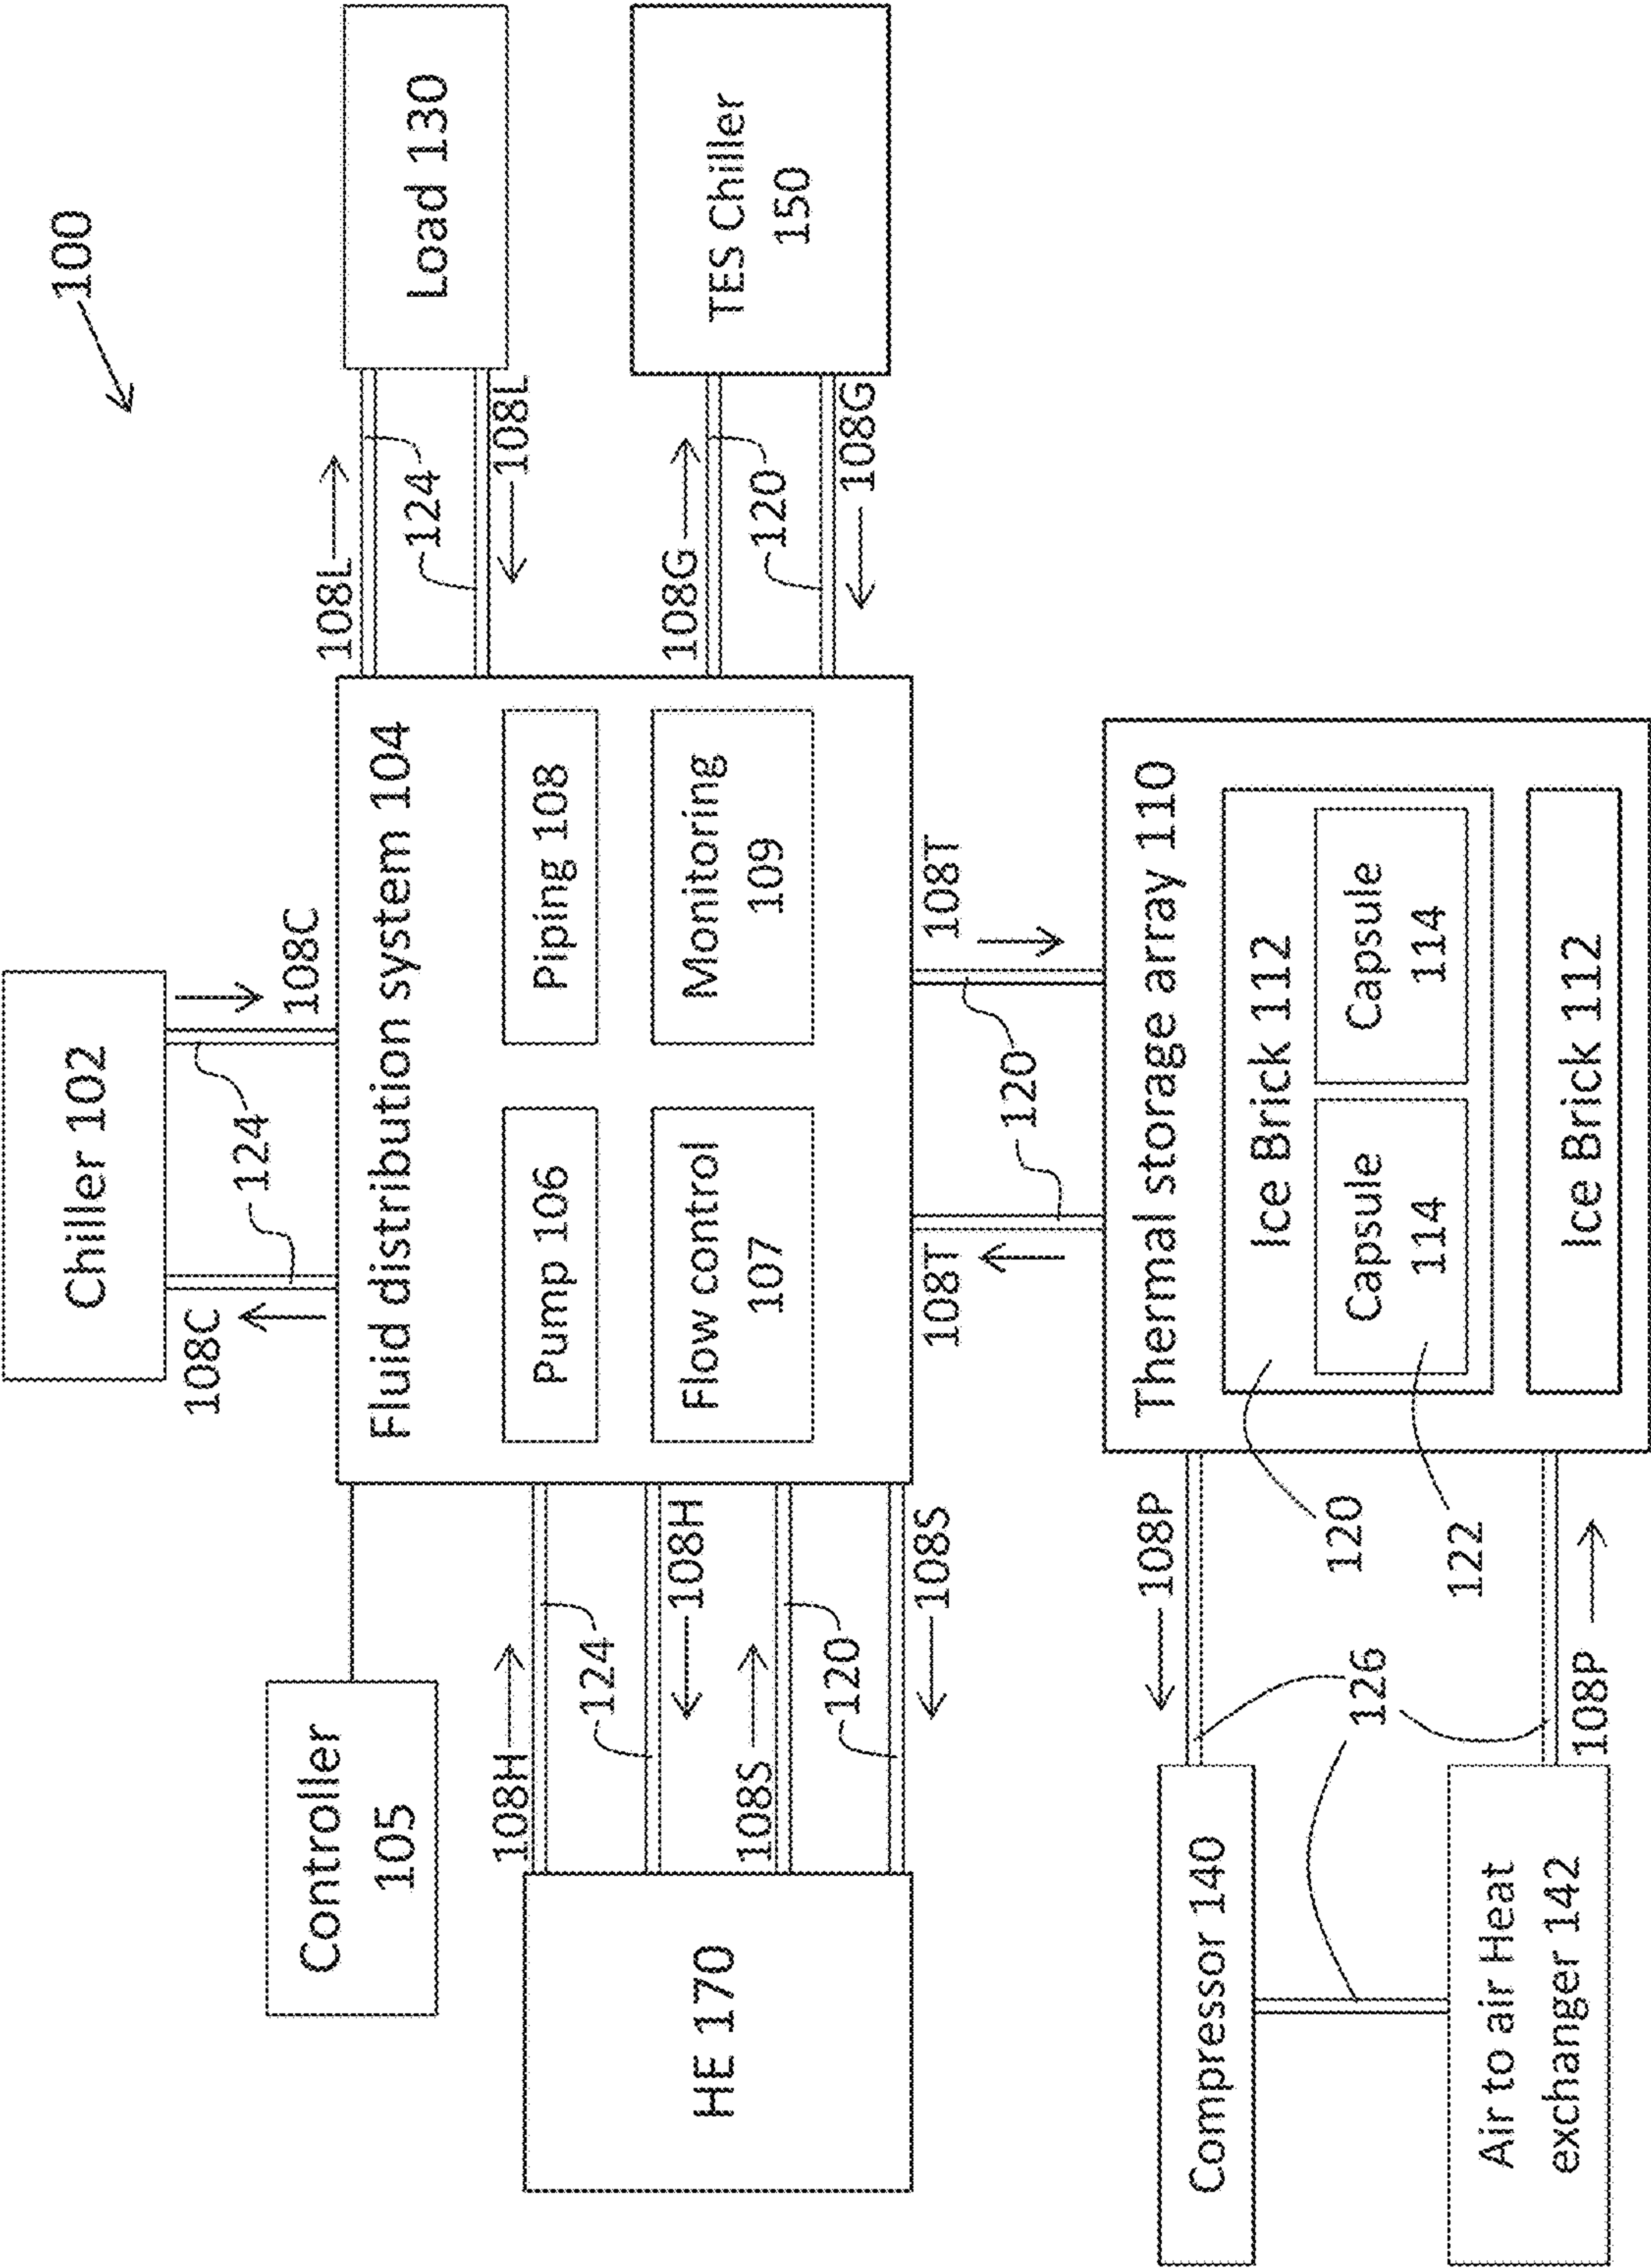 100
Chiller 102
108C
108C
124
Controller
105
Fluid distribution system 104
Pump 106
Piping 108
Flow control
107
Monitoring
109
108L
Load 130
124
108L
108H
124
108H
HE 170
108S
120
108S
108G
TES Chiller
150
120
108G
108T
108T
120
Thermal storage array 110
Ice Brick 112
Capsule
114
Capsule
114
Ice Brick 112
108P
Compressor 140
120
126
122
Air to air Heat
exchanger 142
108P